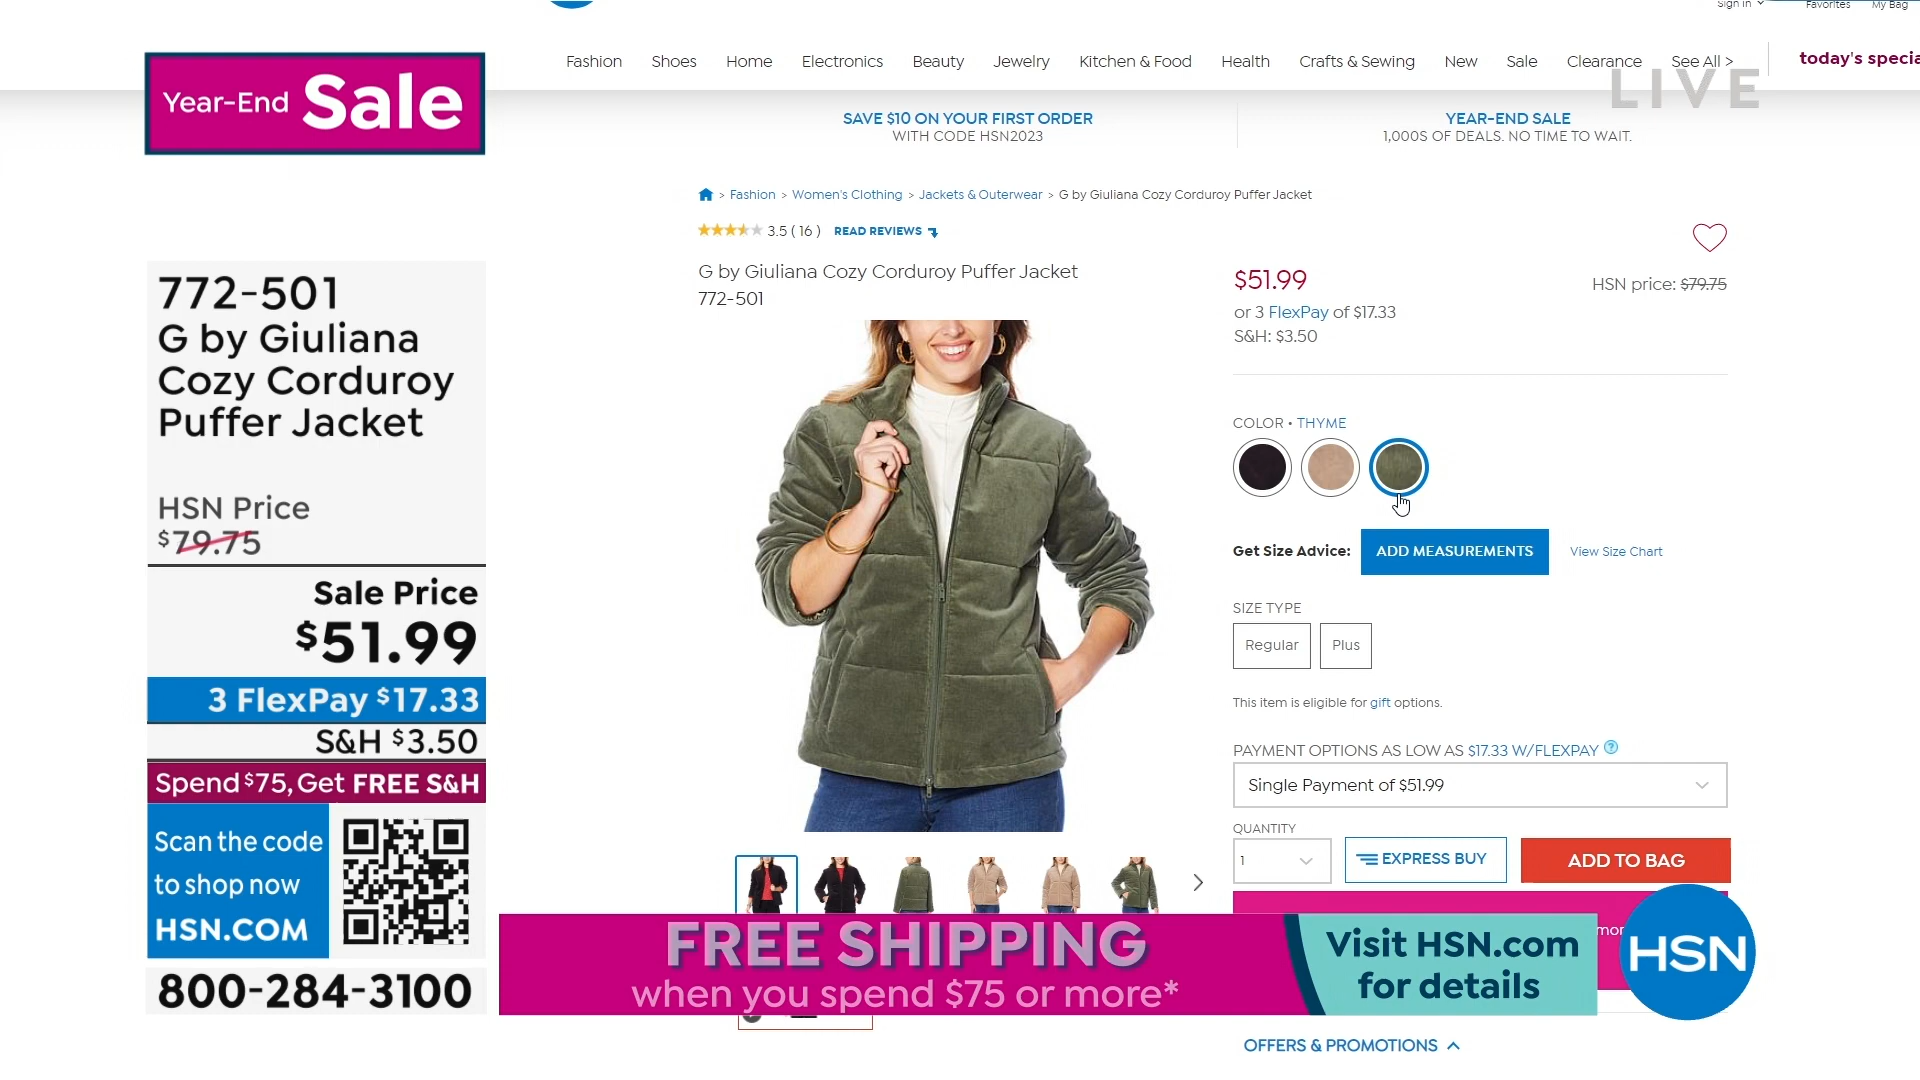 Sign In
Favorites
My Bag
Fashion
Shoes
Home
Electronics
Beauty
Jewelry
Kitchen & Food
Health
Crafts & Sewing
New
Sale
Clearance
See All >
today's specia
LIVE
Year-End Sale
SAVE $10 ON YOUR FIRST ORDER
WITH CODE HSN2023
YEAR-END SALE
1,000S OF DEALS. NO TIME TO WAIT.
> Fashion > Women's Clothing > Jackets & Outerwear > G by Giuliana Cozy Corduroy Puffer Jacket
3.5 ( 16 ) READ REVIEWS
G by Giuliana Cozy Corduroy Puffer Jacket
772-501
$51.99
HSN price: $79.75
or 3 FlexPay of $17.33
S&H: $3.50
COLOR • THYME
Get Size Advice:
ADD MEASUREMENTS
View Size Chart
SIZE TYPE
Regular
Plus
This item is eligible for gift options.
PAYMENT OPTIONS AS LOW AS $17.33 W/FLEXPAY ?
Single Payment of $51.99
QUANTITY
1
EXPRESS BUY
ADD TO BAG
772-501
G by Giuliana
Cozy Corduroy
Puffer Jacket
HSN Price
$79.75
Sale Price
$51.99
3 FlexPay $17.33
S&H $3.50
Spend $75, Get FREE S&H
Scan the code
to shop now
HSN.COM
800-284-3100
FREE SHIPPING
when you spend $75 or more*
Visit HSN.com
for details
HSN
OFFERS & PROMOTIONS